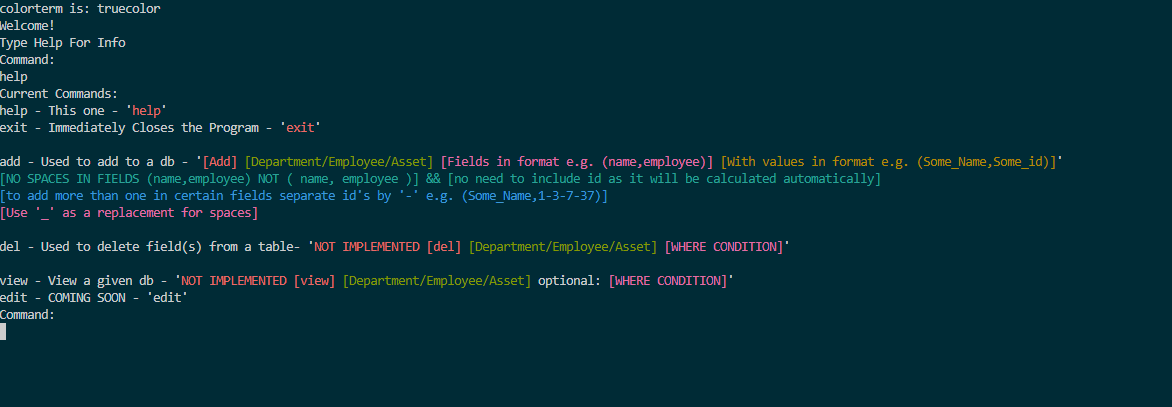 colorterm is: truecolor
Welcome!
Type Help For Info
Command:
help
Current Commands:
help - This one - 'help'
exit - Immediately Closes the Program - 'exit'
add - Used to add to a db - '[Add] [Department/Employee/Asset] [Fields in format e.g. (name,employee)] [With values in format e.g. (Some_Name,Some_id)]'
[NO SPACES IN FIELDS (name,employee) NOT ( name, employee )] && [no need to include id as it will be calculated automatically]
[to add more than one in certain fields separate id's by '-' e.g. (Some_Name,1-3-7-37)]
[Use '_' as a replacement for spaces]
del - Used to delete field(s) from a table- 'NOT IMPLEMENTED [del] [Department/Employee/Asset] [WHERE CONDITION]'
view - View a given db - 'NOT IMPLEMENTED [view] [Department/Employee/Asset] optional: [WHERE CONDITION]'
edit - COMING SOON - 'edit'
Command: